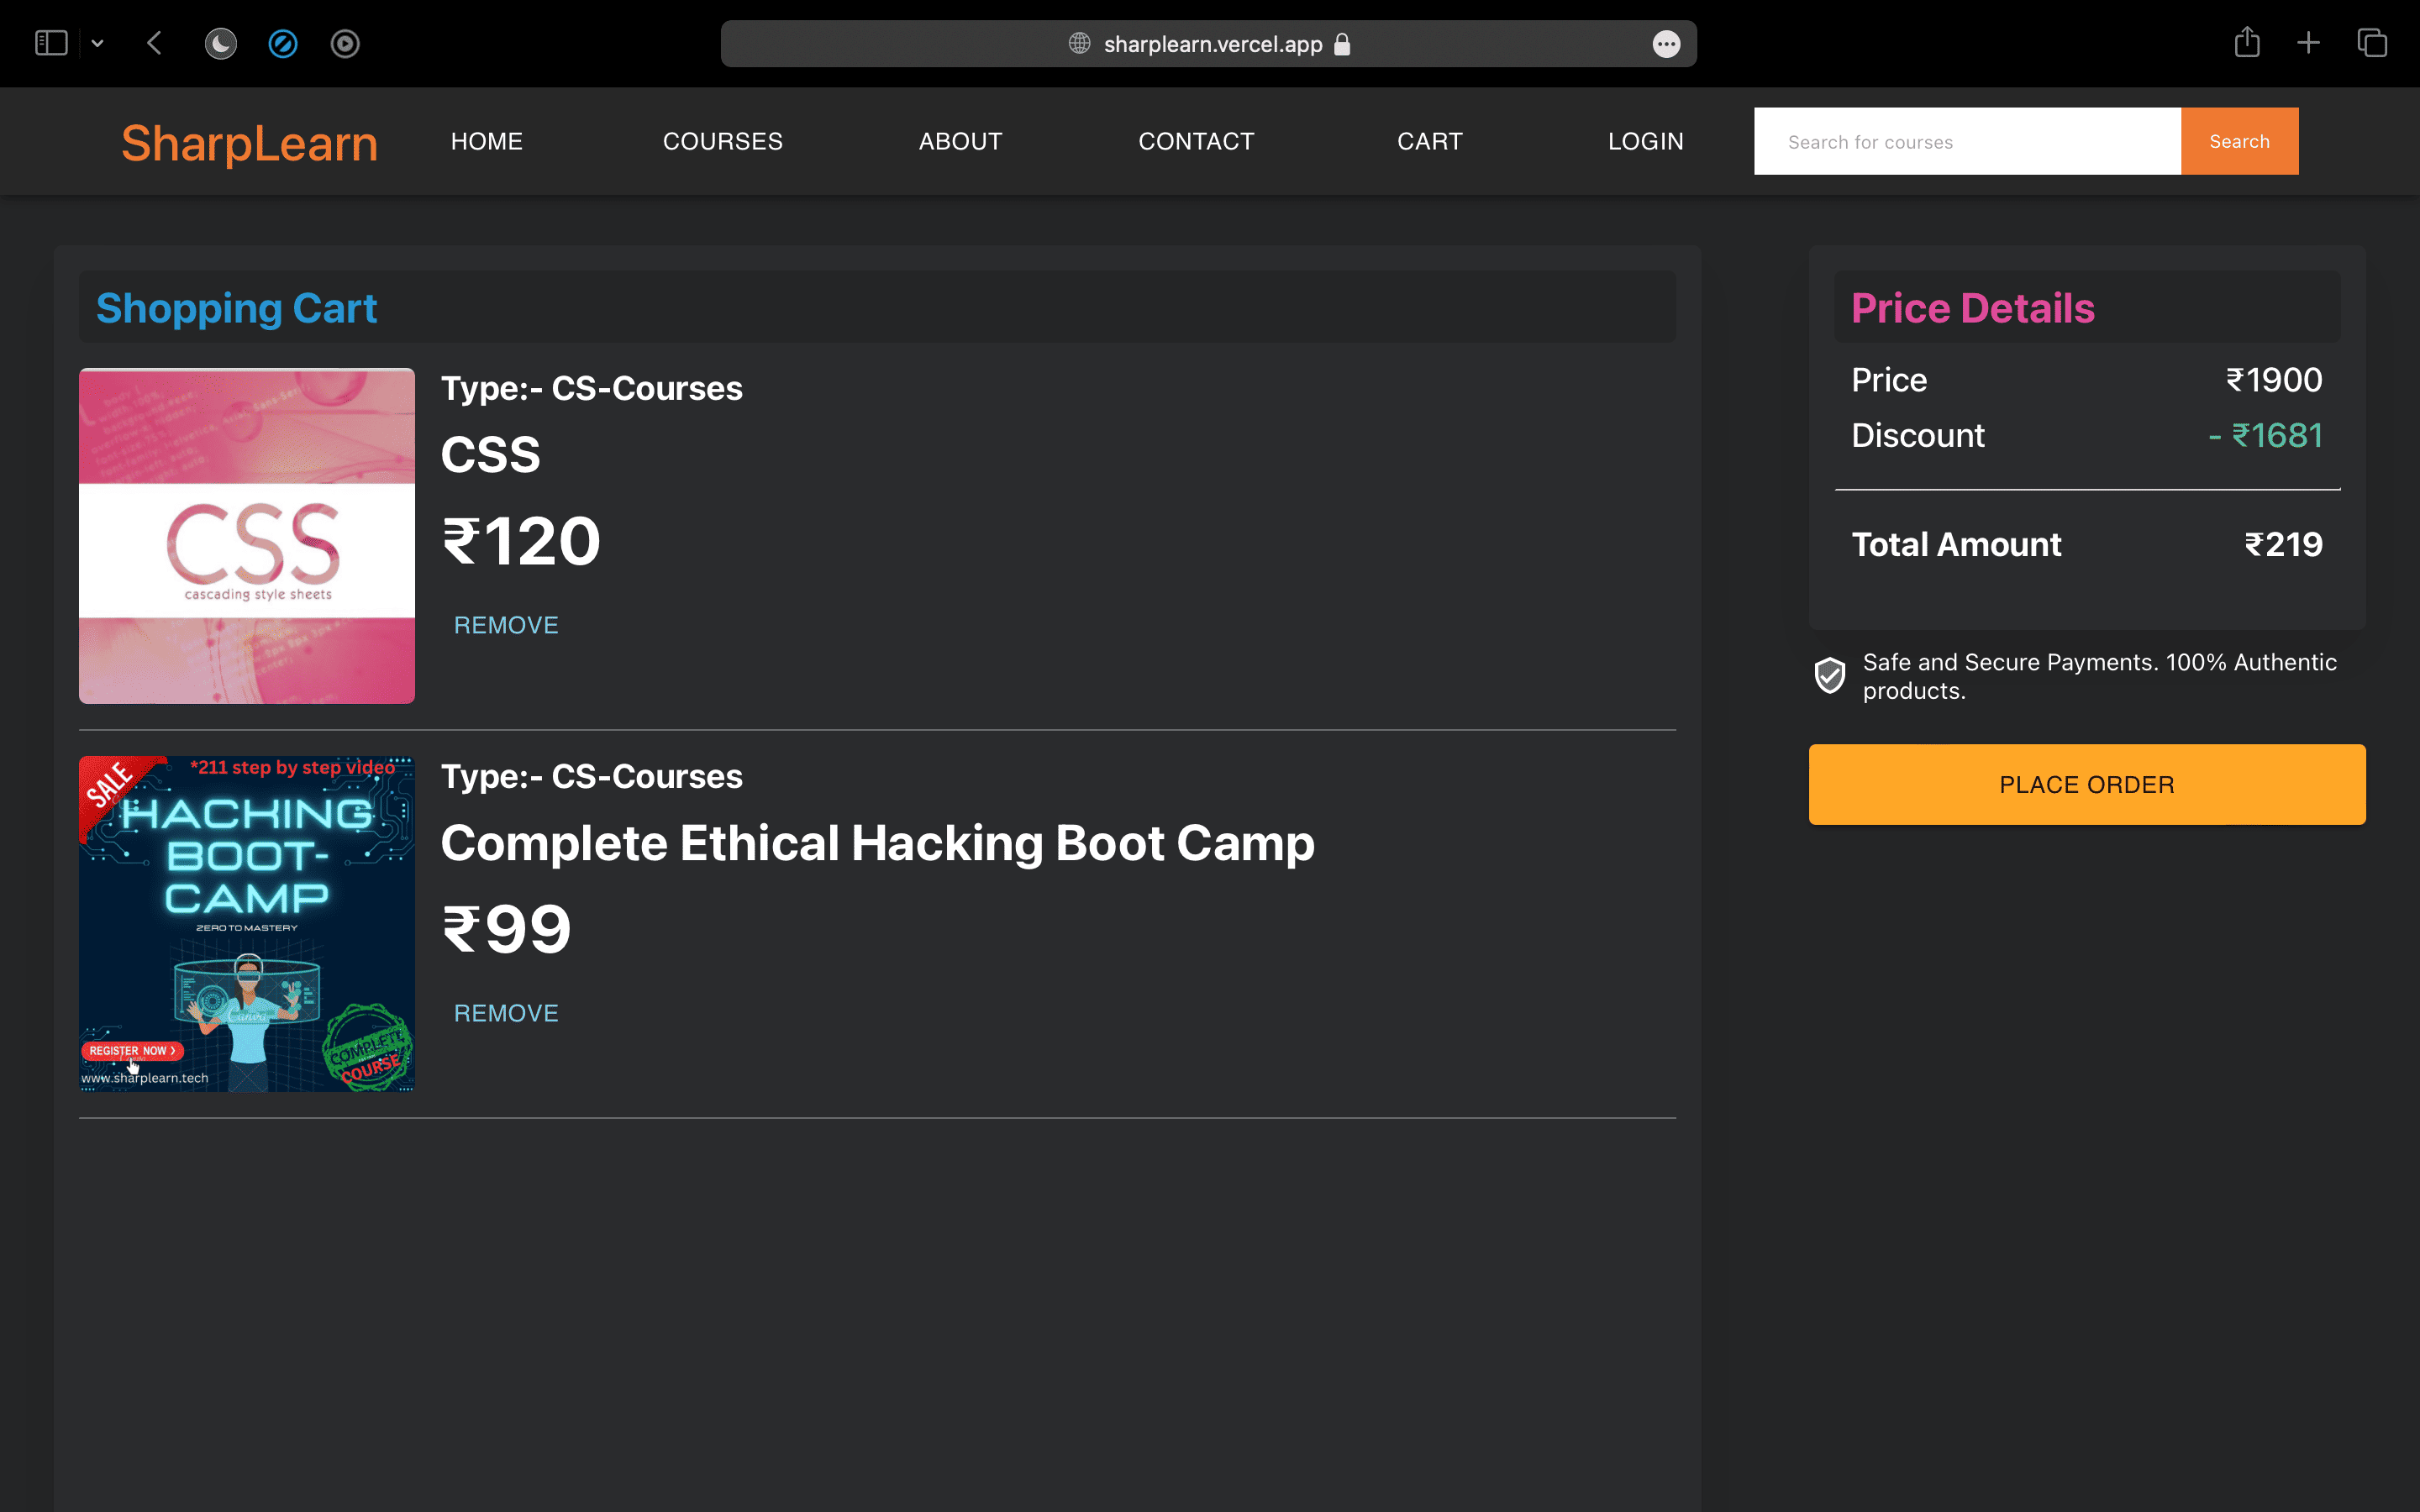 sharplearn.vercel.app
SharpLearn HOME COURSES ABOUT CONTACT CART LOGIN Search for courses Search
Shopping Cart
CSS
cascading style sheets
Type:- CS-Courses
CSS
₹120
REMOVE
SALE
*211 step by step video
HACKING
BOOT-
CAMP
ZERO TO MASTERY
Canva
REGISTER NOW >
www.sharplearn.tech
COMPLETE
COURSE
Type:- CS-Courses
Complete Ethical Hacking Boot Camp
₹99
REMOVE
Price Details
Price ₹1900
Discount - ₹1681
Total Amount ₹219
Safe and Secure Payments. 100% Authentic
products.
PLACE ORDER